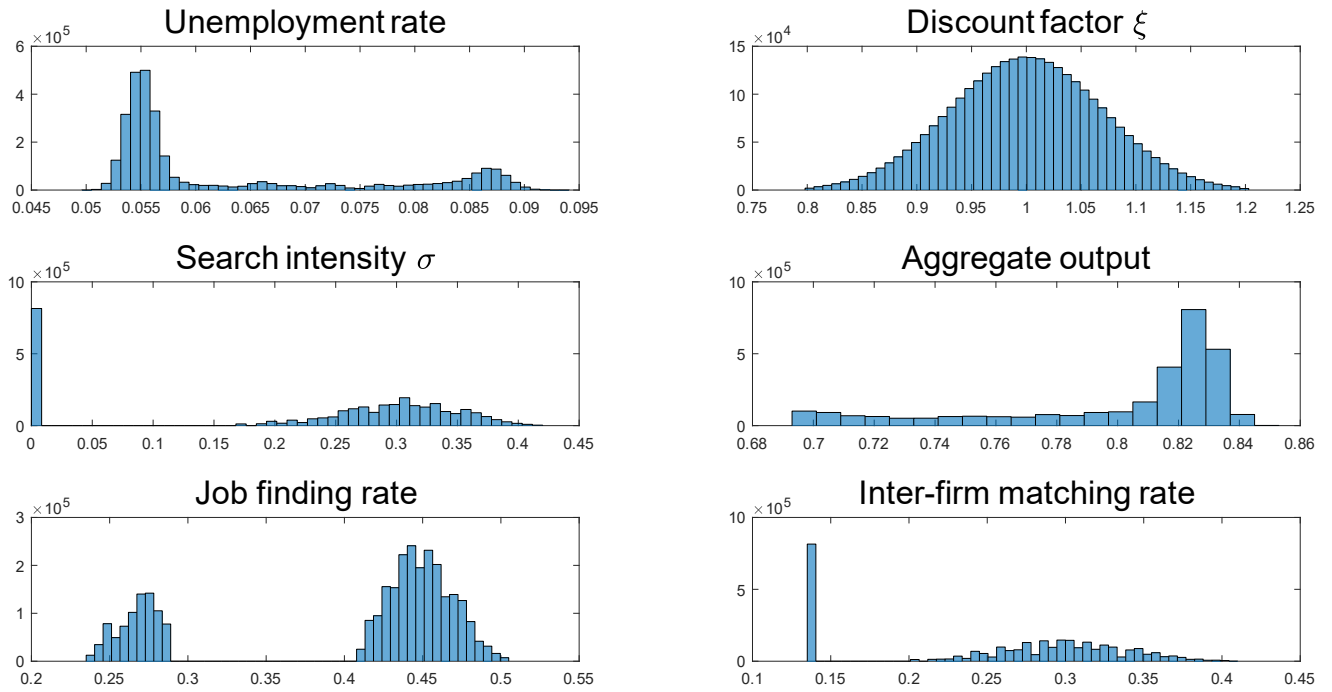 Unemployment rate
× 10^5
6
4
2
0
0.045 0.05 0.055 0.06 0.065 0.07 0.075 0.08 0.085 0.09 0.095
Discount factor ξ
× 10^4
15
10
5
0
0.75 0.8 0.85 0.9 0.95 1 1.05 1.1 1.15 1.2 1.25
Search intensity σ
× 10^5
10
5
0
0 0.05 0.1 0.15 0.2 0.25 0.3 0.35 0.4 0.45
Aggregate output
× 10^5
10
5
0
0.68 0.7 0.72 0.74 0.76 0.78 0.8 0.82 0.84 0.86
Job finding rate
× 10^5
3
2
1
0
0.2 0.25 0.3 0.35 0.4 0.45 0.5 0.55
Inter-firm matching rate
× 10^5
10
5
0
0.1 0.15 0.2 0.25 0.3 0.35 0.4 0.45